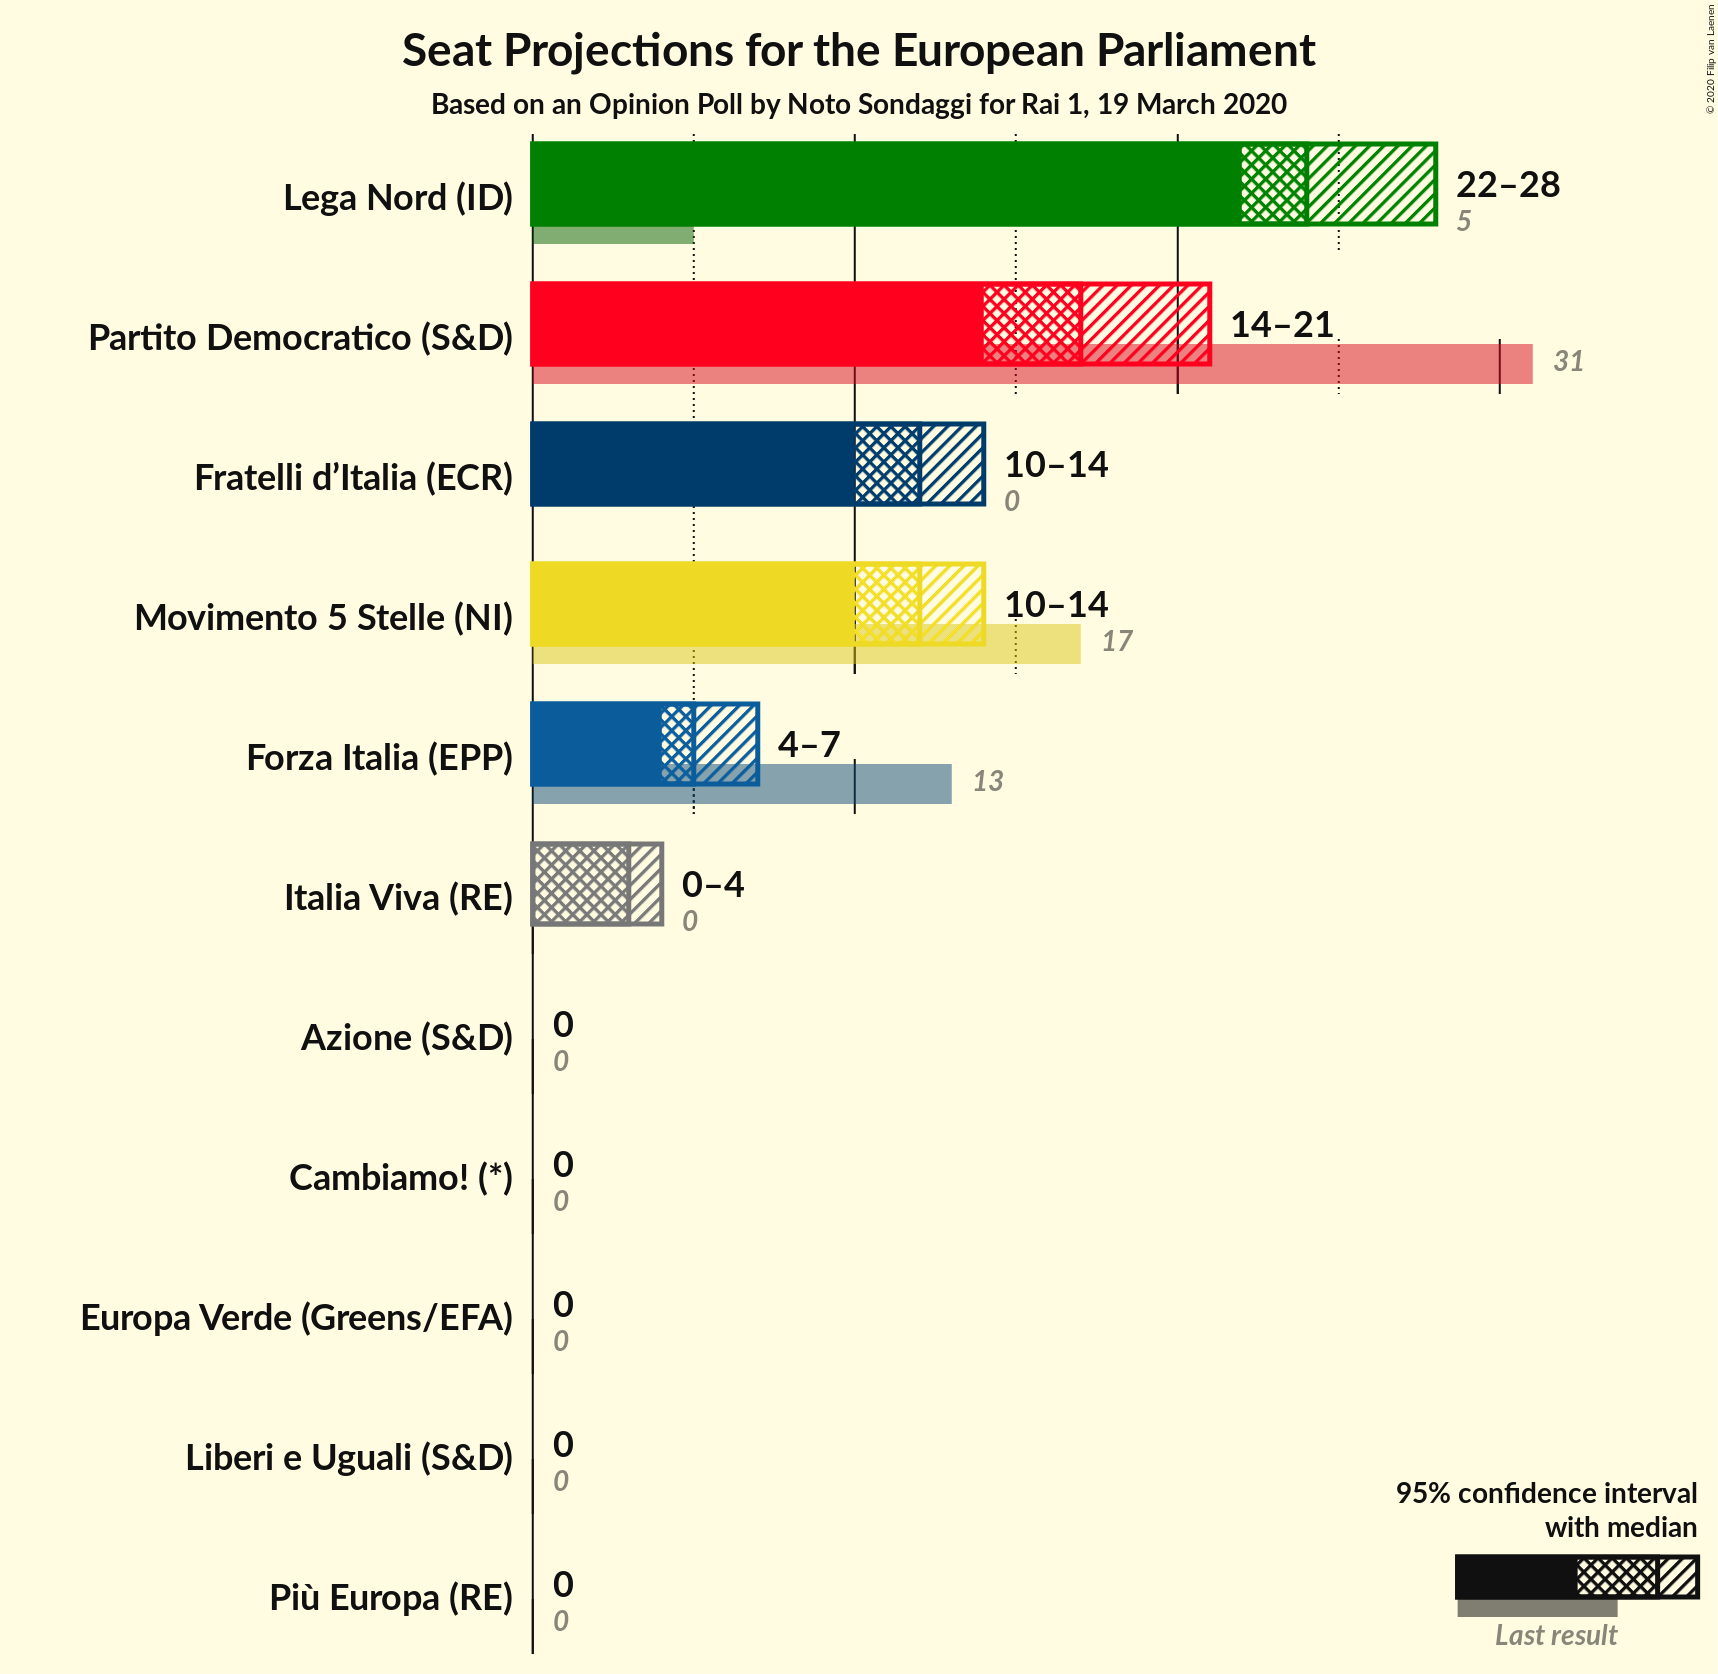 Seat Projections for the European Parliament
Based on an Opinion Poll by Noto Sondaggi for Rai 1, 19 March 2020
© 2020 Filip van Laenen
Lega Nord (ID)
22–28
5
Partito Democratico (S&D)
14–21
31
Fratelli d’Italia (ECR)
10–14
0
Movimento 5 Stelle (NI)
10–14
17
Forza Italia (EPP)
4–7
13
Italia Viva (RE)
0–4
0
Azione (S&D)
0
0
Cambiamo! (*)
0
0
Europa Verde (Greens/EFA)
0
0
Liberi e Uguali (S&D)
0
0
Più Europa (RE)
0
0
95% confidence interval
with median
Last result